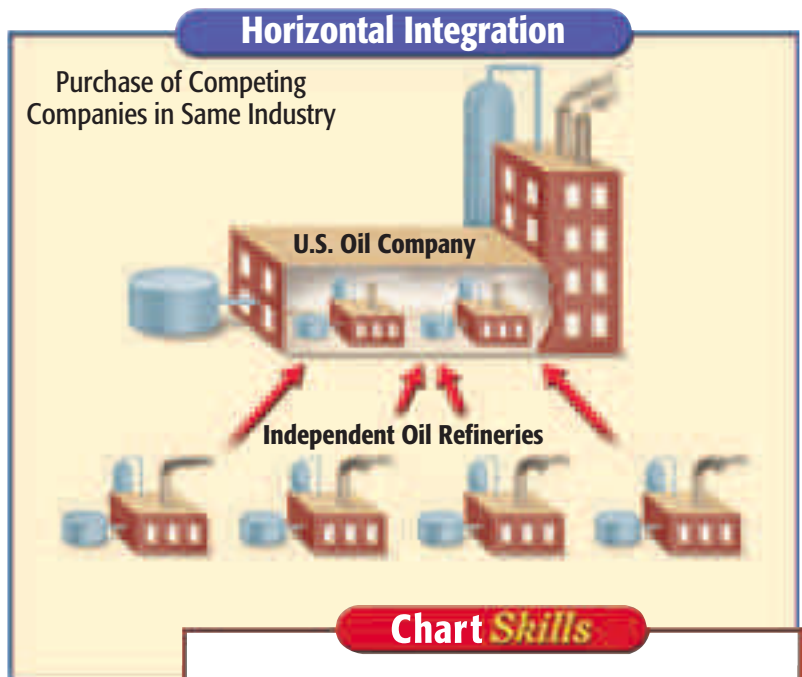 Horizontal Integration
Purchase of Competing
Companies in Same Industry
U.S. Oil Company
Independent Oil Refineries
Chart Skills